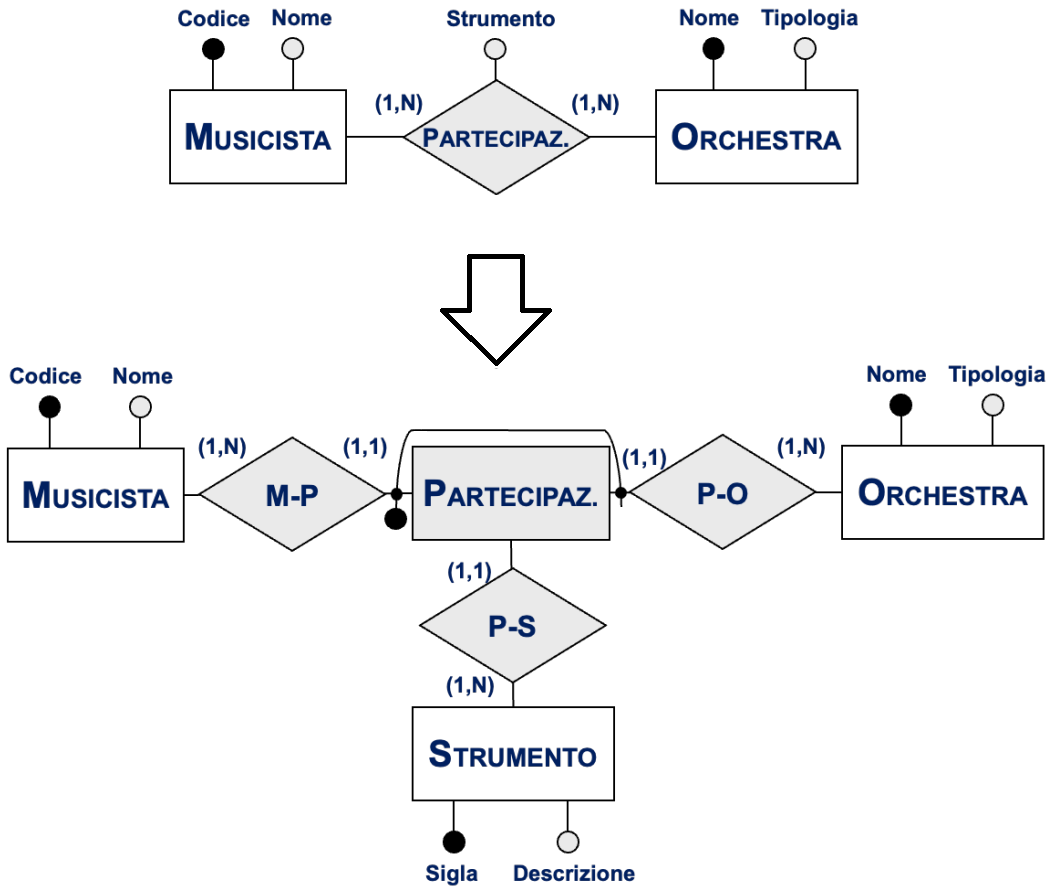 Codice Nome Strumento Nome Tipologia
(1,N) (1,N)
MUSICISTA PARTECIPAZ. ORCHESTRA
Codice Nome Nome Tipologia
(1,N) (1,1) (1,1) (1,N)
MUSICISTA M-P PARTECIPAZ. P-O ORCHESTRA
(1,1)
P-S
(1,N)
STRUMENTO
Sigla Descrizione